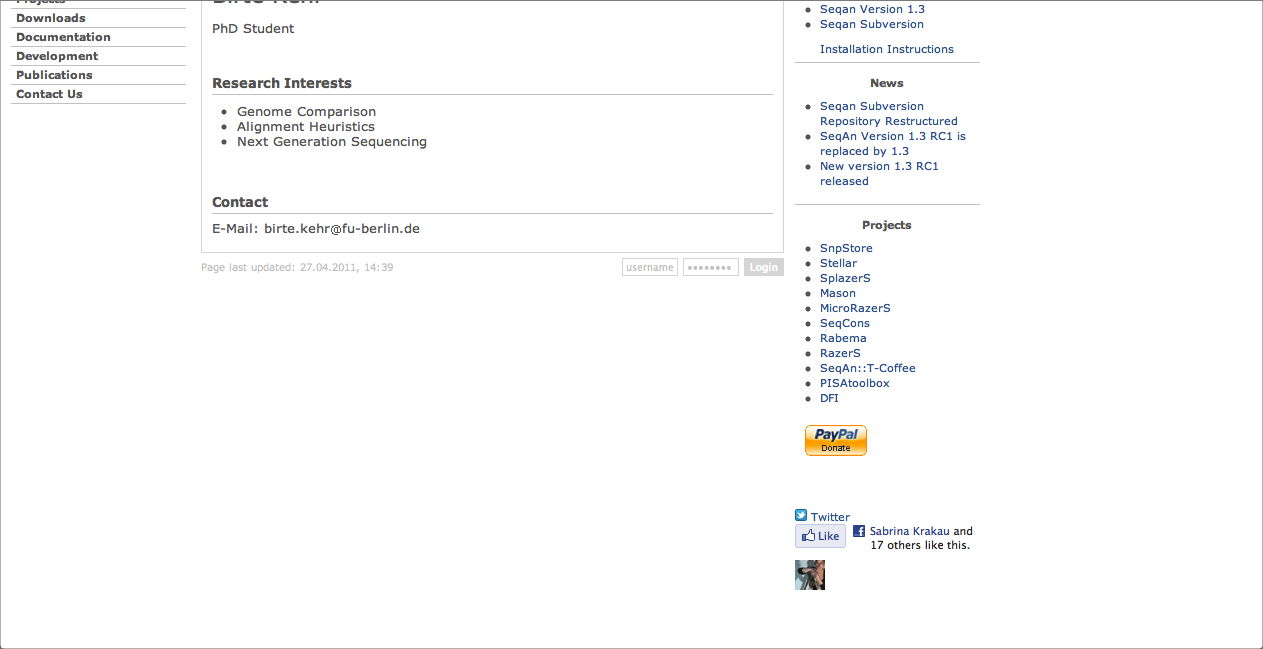 Projects
Downloads
Documentation
Development
Publications
Contact Us
Birte Kehr
PhD Student
Research Interests
Genome Comparison
Alignment Heuristics
Next Generation Sequencing
Contact
E-Mail: birte.kehr@fu-berlin.de
Page last updated: 27.04.2011, 14:39
username
Login
Seqan Version 1.3
Seqan Subversion
Installation Instructions
News
Seqan Subversion
Repository Restructured
SeqAn Version 1.3 RC1 is
replaced by 1.3
New version 1.3 RC1
released
Projects
SnpStore
Stellar
SplazerS
Mason
MicroRazerS
SeqCons
Rabema
RazerS
SeqAn::T-Coffee
PISAtoolbox
DFI
PayPal
Donate
Twitter
Like
Sabrina Krakau and
17 others like this.